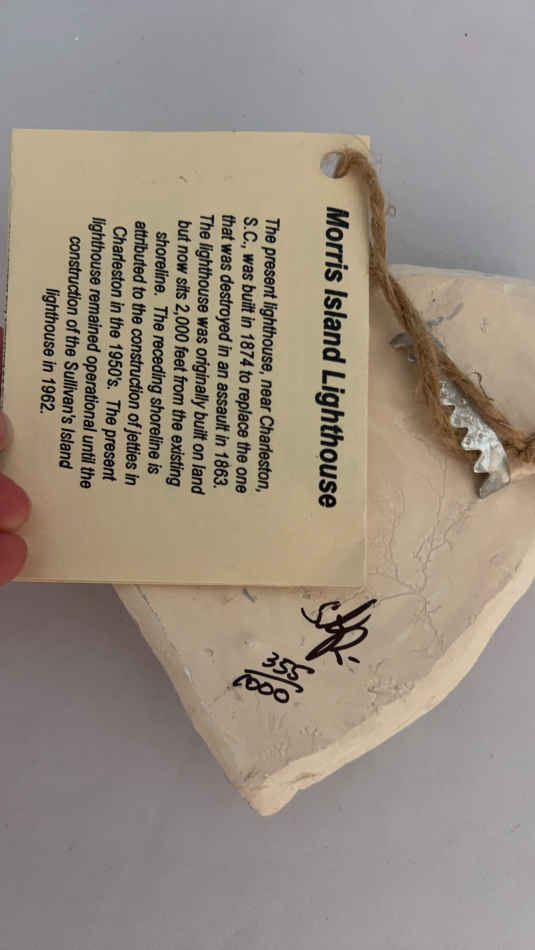 Morris Island Lighthouse
The present lighthouse, near Charleston,
S.C., was built in 1874 to replace the one
that was destroyed in an assault in 1863.
The lighthouse was originally built on land
but now sits 2,000 feet from the existing
shoreline. The receding shoreline is
attributed to the construction of jetties in
Charleston in the 1950's. The present
lighthouse remained operational until the
construction of the Sullivan's Island
lighthouse in 1962.
355
2000